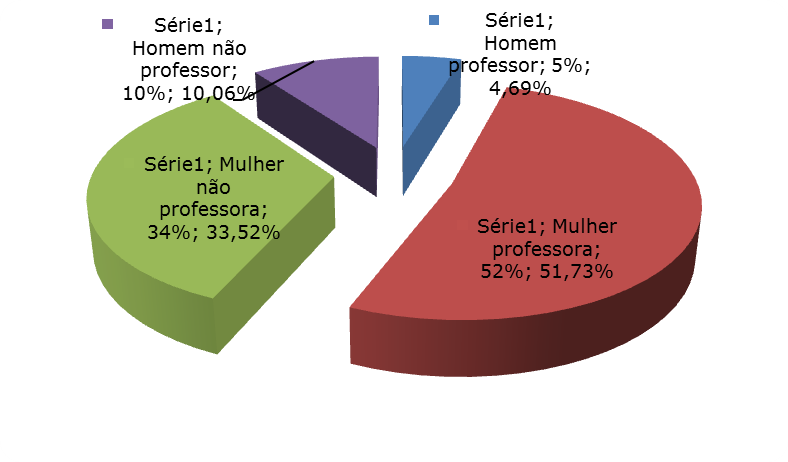 Série1;
Homem não
professor;
10%; 10,06%
Série1;
Homem
professor; 5%;
4,69%
Série1; Mulher
não
professora;
34%; 33,52%
Série1; Mulher
professora;
52%; 51,73%